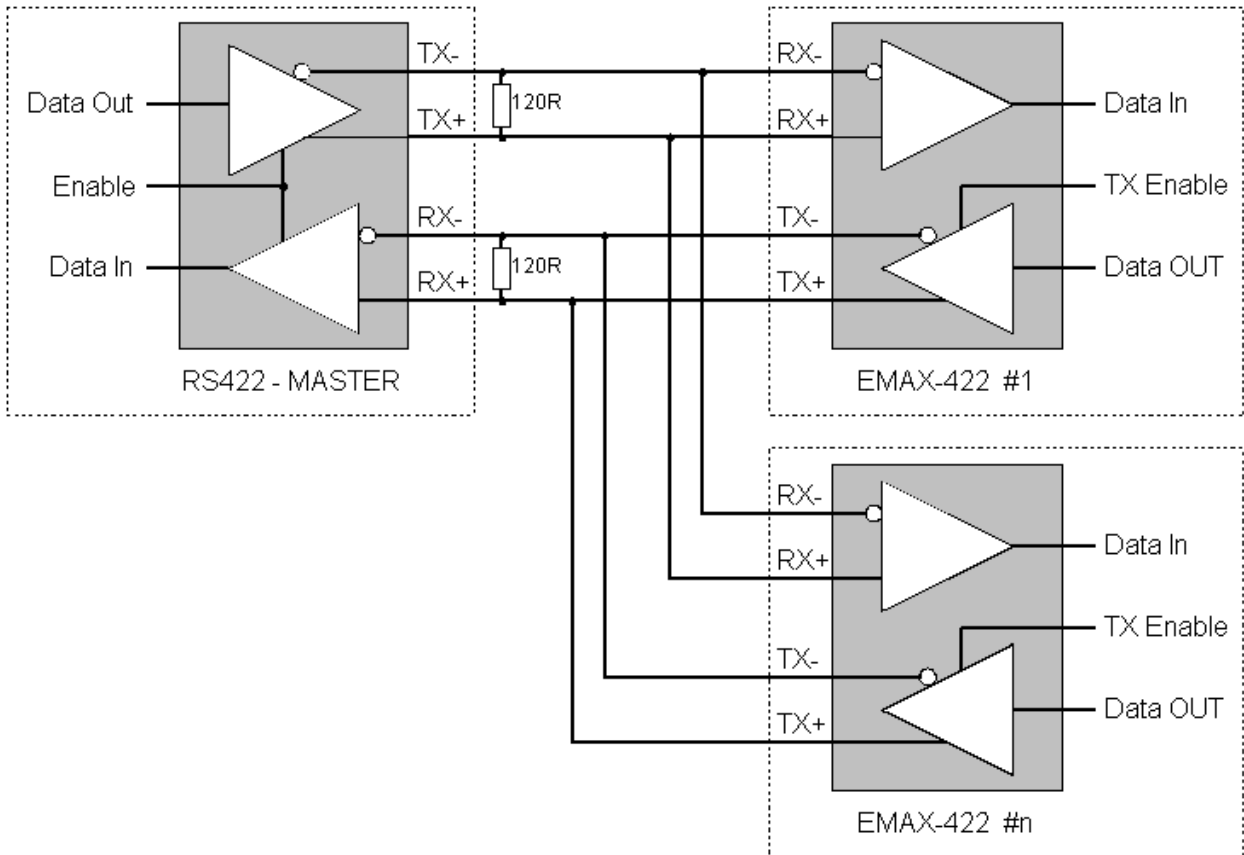 TX-
RX-
120R
Data Out
Data In
TX+
RX+
Enable
TX Enable
RX-
TX-
120R
Data In
Data OUT
RX+
TX+
RS422 - MASTER
EMAX-422 #1
RX-
Data In
RX+
TX Enable
TX-
Data OUT
TX+
EMAX-422 #n